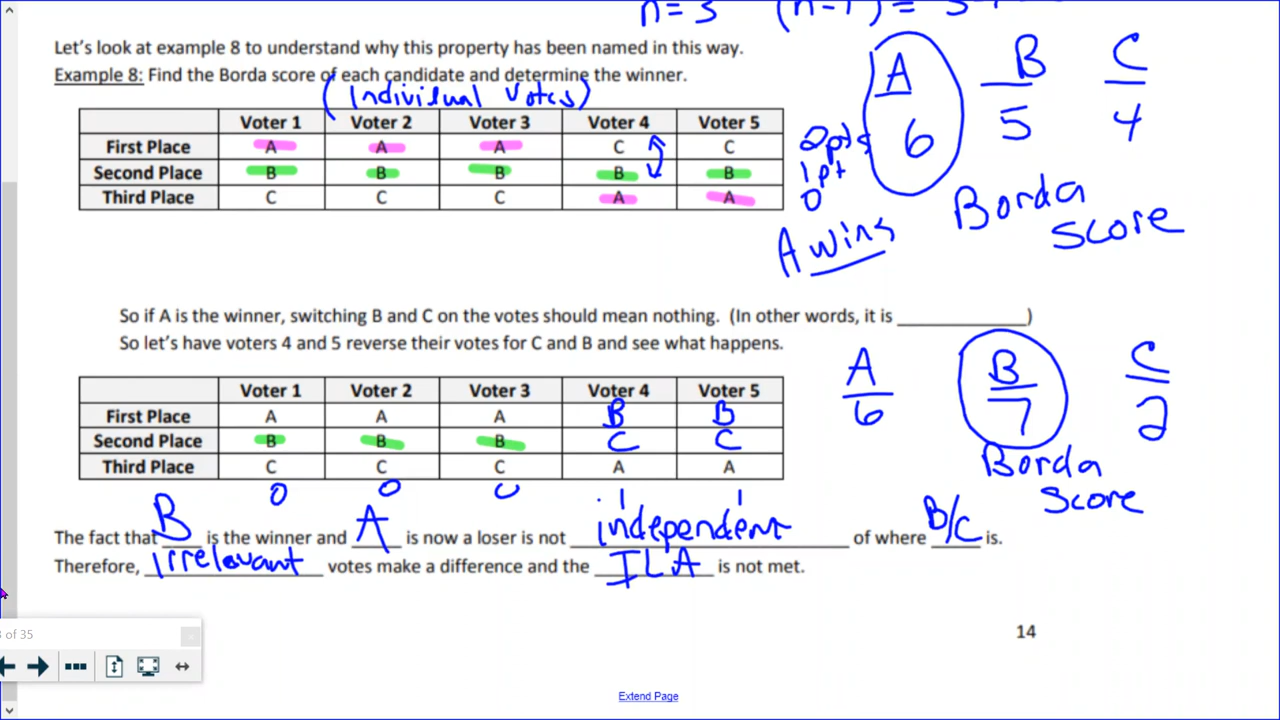 n = 3 (n-1) =
Let's look at example 8 to understand why this property has been named in this way.
Example 8: Find the Borda score of each candidate and determine the winner.
(Individual Votes)
Voter 1 Voter 2 Voter 3 Voter 4 Voter 5
First Place A A A C C
Second Place B B B B B
Third Place C C C A A
2pts
1pt
0
A B C
6 5 4
Borda
Score
A wins
So if A is the winner, switching B and C on the votes should mean nothing. (In other words, it is ____________)
So let's have voters 4 and 5 reverse their votes for C and B and see what happens.
Voter 1 Voter 2 Voter 3 Voter 4 Voter 5
First Place A A A B B
Second Place B B B C C
Third Place C C C A A
0 0 0 1 1
A B C
6 7 2
Borda
Score
The fact that B is the winner and A is now a loser is not independent of where B/C is.
Therefore, irrelevant votes make a difference and the IIA is not met.
14
of 35
Extend Page